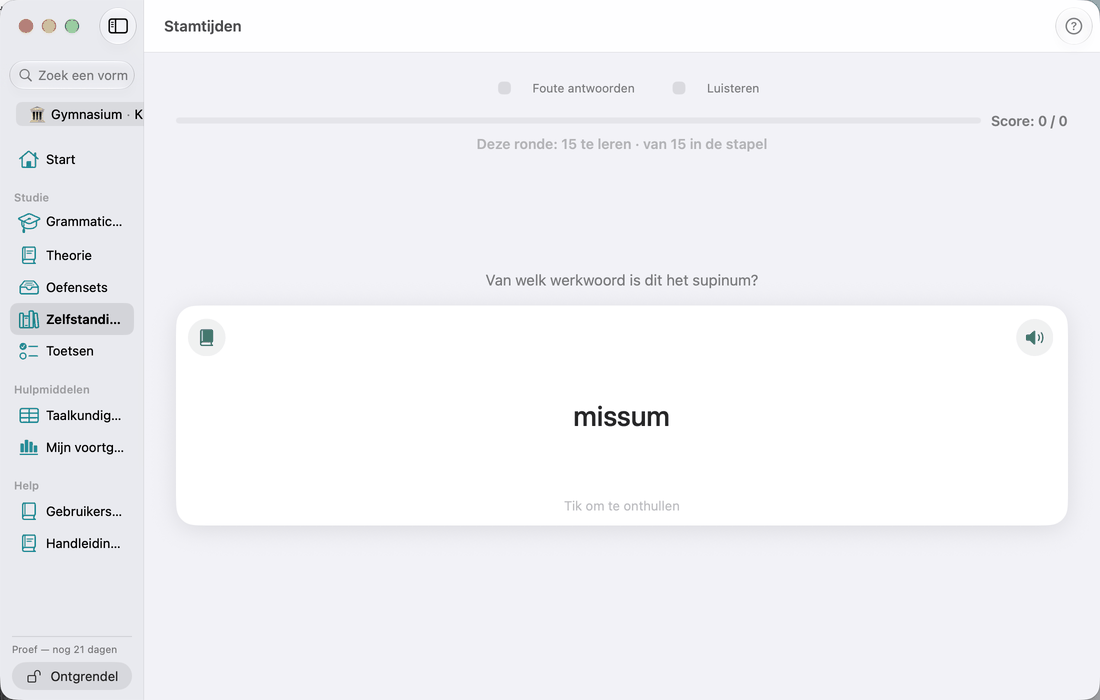 Stamtijden
Zoek een vorm
Gymnasium · K
Start
Studie
Grammatic...
Theorie
Oefensets
Zelfstandi...
Toetsen
Hulpmiddelen
Taalkundig...
Mijn voortg...
Help
Gebruikers...
Handleidin...
Proef — nog 21 dagen
Ontgrendel
Foute antwoorden
Luisteren
Score: 0 / 0
Deze ronde: 15 te leren · van 15 in de stapel
Van welk werkwoord is dit het supinum?
missum
Tik om te onthullen